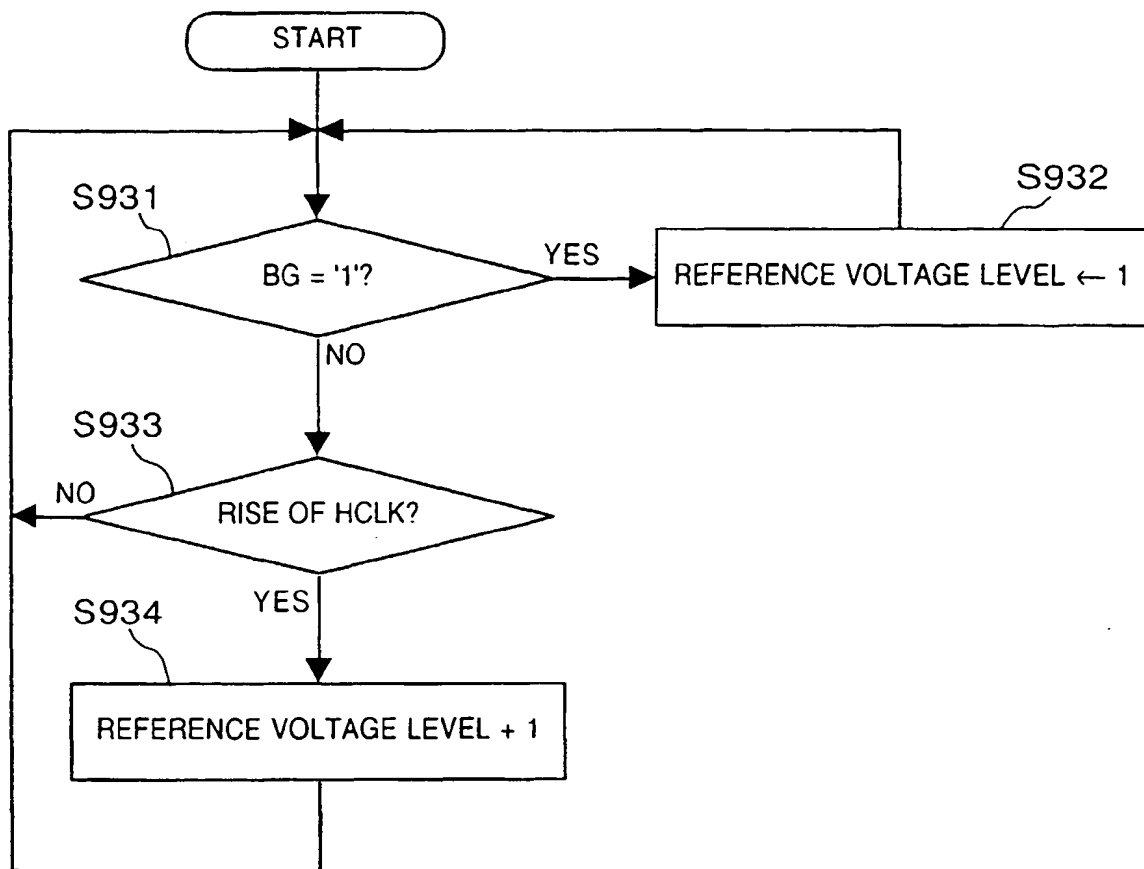 START
S931
S932
BG = '1'?
YES
REFERENCE VOLTAGE LEVEL ← 1
NO
S933
NO
RISE OF HCLK?
YES
S934
REFERENCE VOLTAGE LEVEL + 1